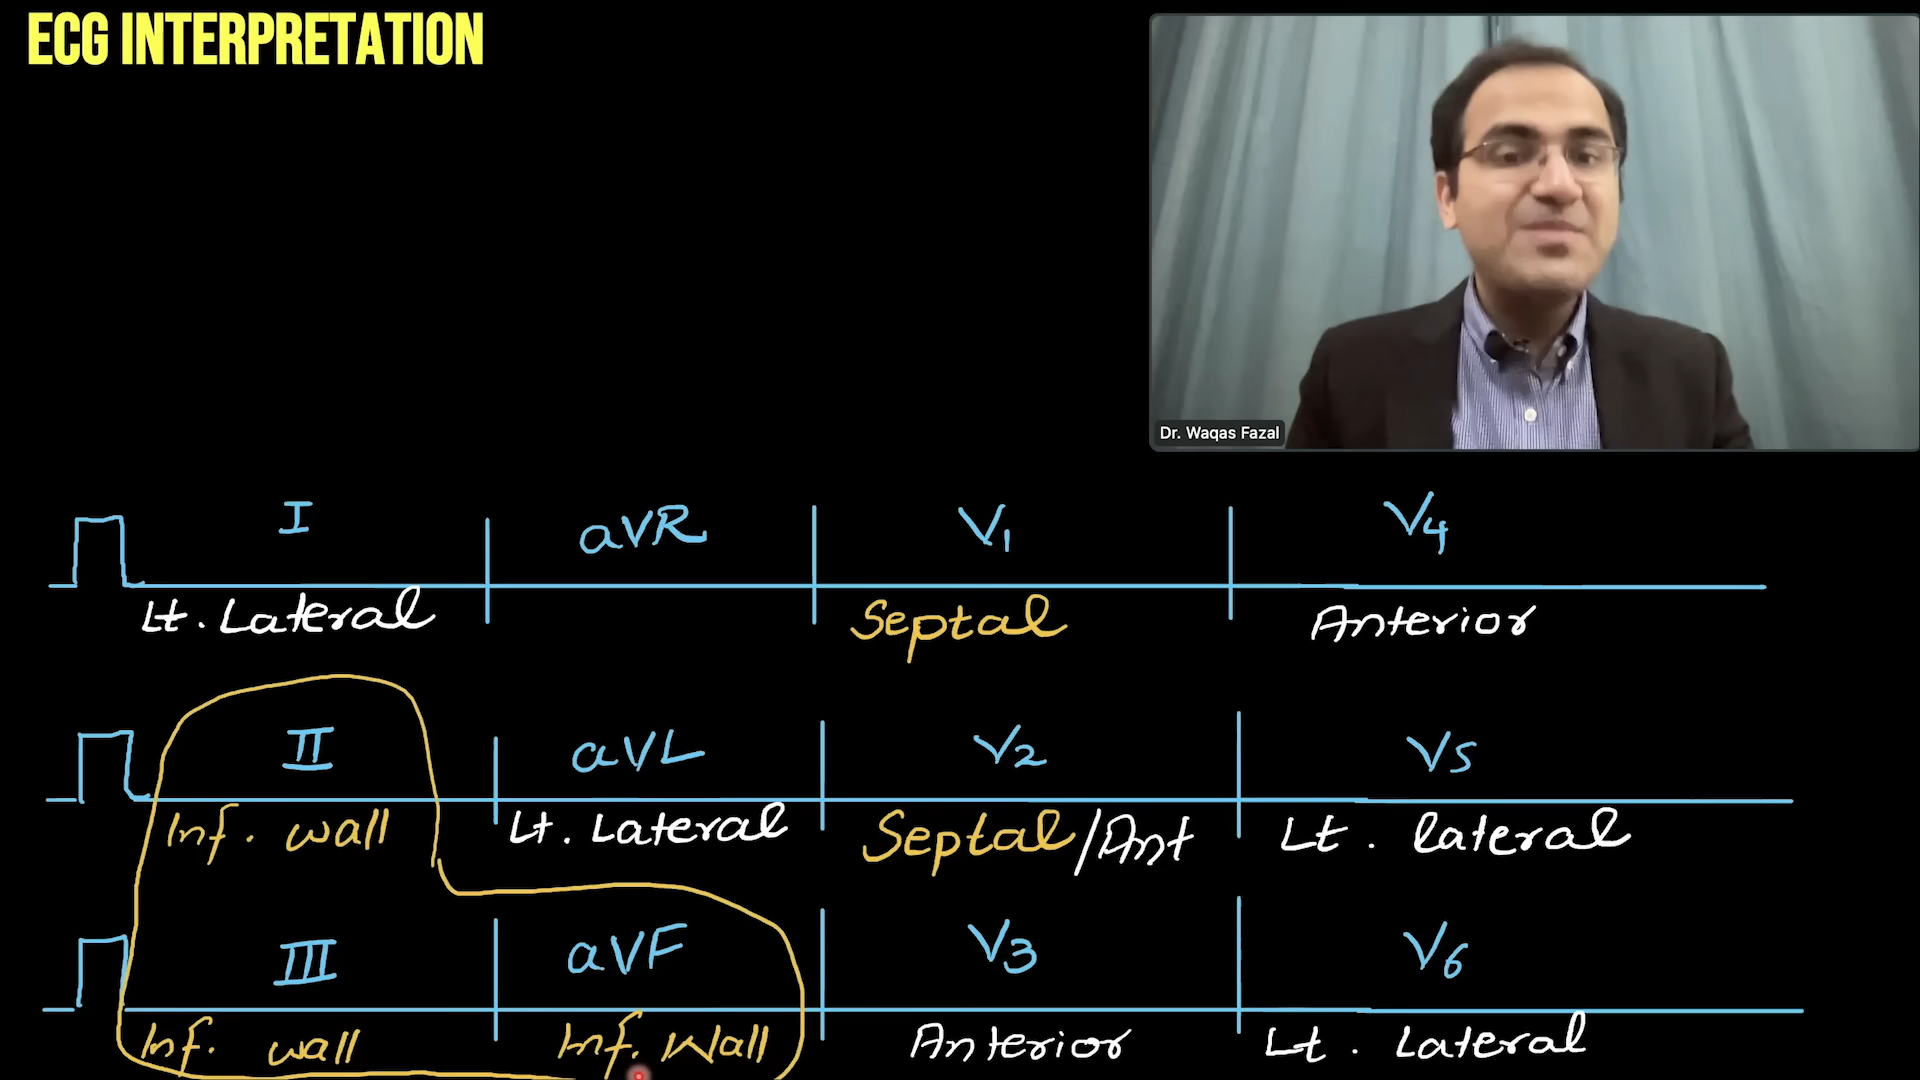 ECG INTERPRETATION
Dr. Waqas Fazal
I aVR V1 V4
Lt. Lateral Septal Anterior
II aVL V2 V5
Inf. wall Lt. Lateral Septal/Ant Lt. lateral
III aVF V3 V6
Inf. wall Inf. Wall Anterior Lt. Lateral